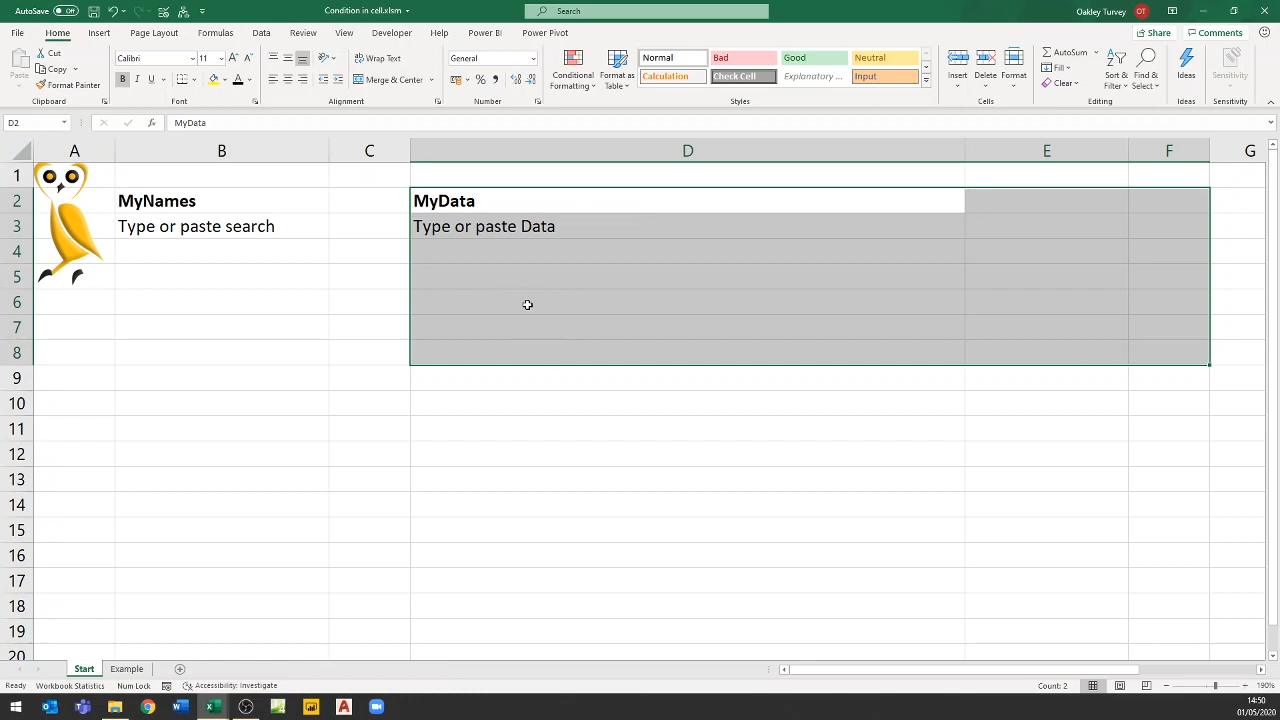 AutoSave Off
Condition in cell.xlsm
Search
Oakley Turvey OT
File Home Insert Page Layout Formulas Data Review View Developer Help Power BI Power Pivot
Share Comments
Paste
Cut
Copy
Format Painter
Clipboard
Calibri 11
B I U
Font
Wrap Text
Merge & Center
Alignment
General
Number
Conditional Formatting
Format as Table
Normal Bad Good Neutral
Calculation Check Cell Explanatory ... Input
Styles
Insert Delete Format
Cells
AutoSum
Fill
Clear
Sort & Filter
Find & Select
Editing
Ideas
Ideas
Sensitivity
Sensitivity
D2 fx MyData
A B C D E F G
1
2 MyNames MyData
3 Type or paste search Type or paste Data
4
5
6
7
8
9
10
11
12
13
14
15
16
17
18
19
20
Start Example
Ready Workbook Statistics Num Lock Accessibility: Investigate Count: 2 190%
14:50
01/05/2020